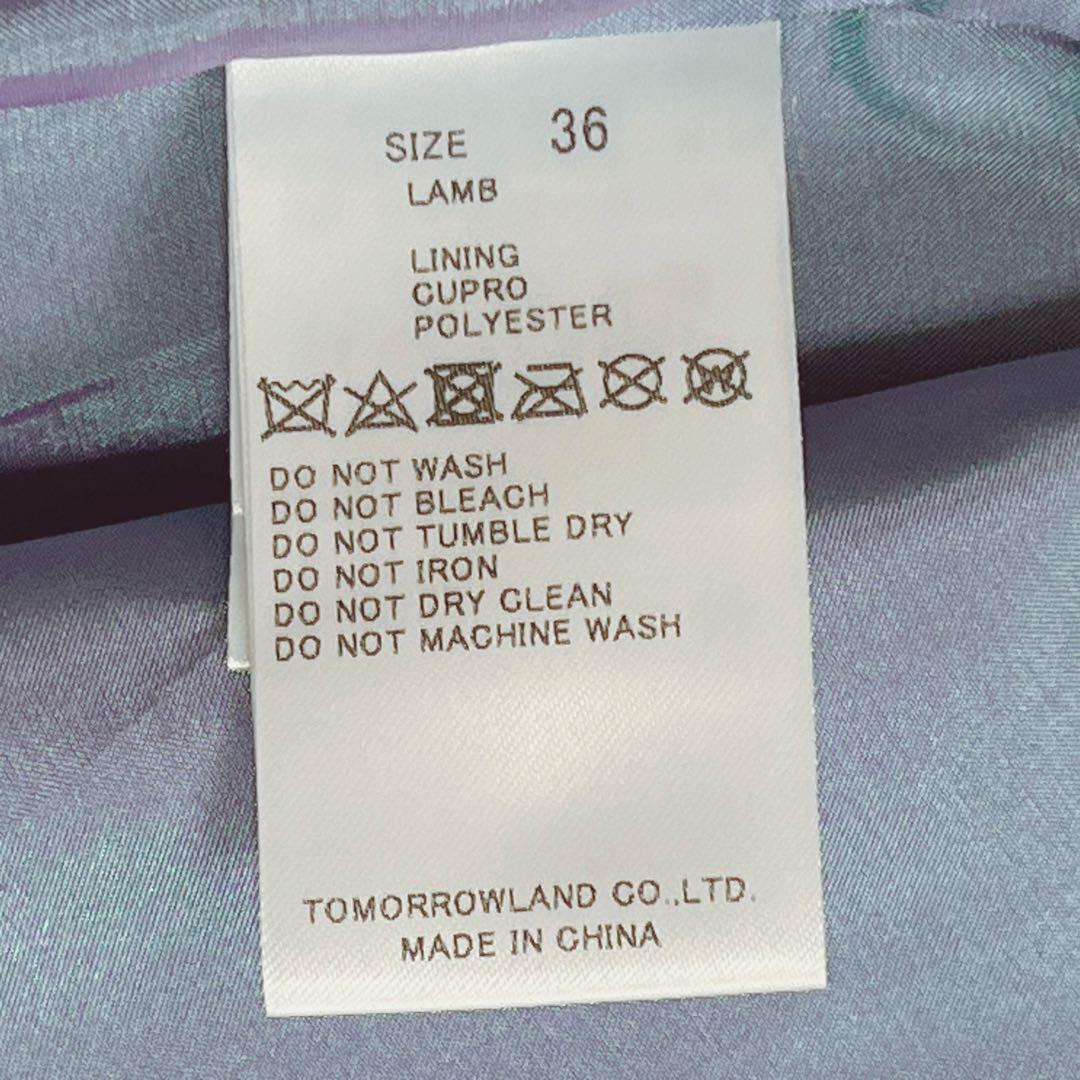 SIZE 36
LAMB
LINING
CUPRO
POLYESTER
W
DO NOT WASH
DO NOT BLEACH
DO NOT TUMBLE DRY
DO NOT IRON
DO NOT DRY CLEAN
DO NOT MACHINE WASH
TOMORROWLAND CO.,LTD.
MADE IN CHINA